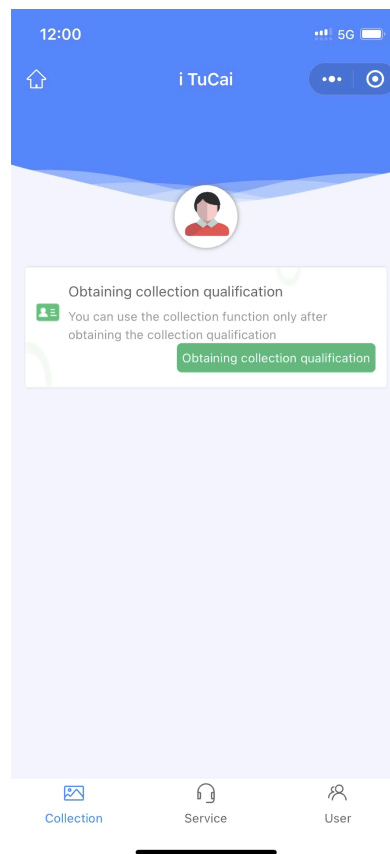 12:00
5G
i TuCai
Obtaining collection qualification
You can use the collection function only after
obtaining the collection qualification
Obtaining collection qualification
Collection
Service
User